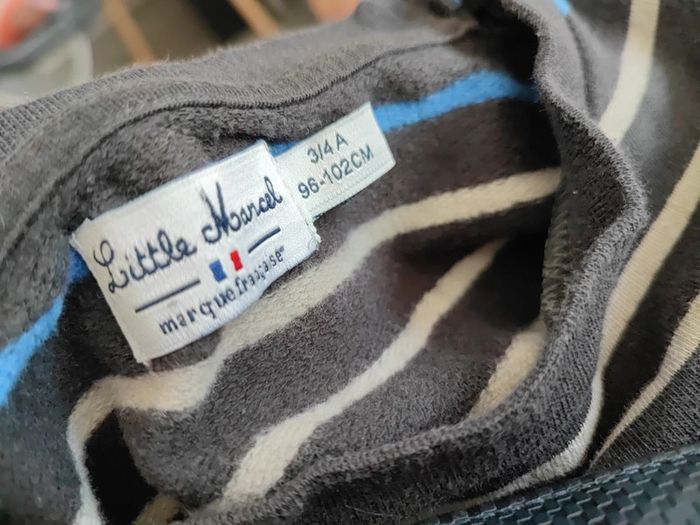 Little Marcel
marque française
3/4 A
96-102CM